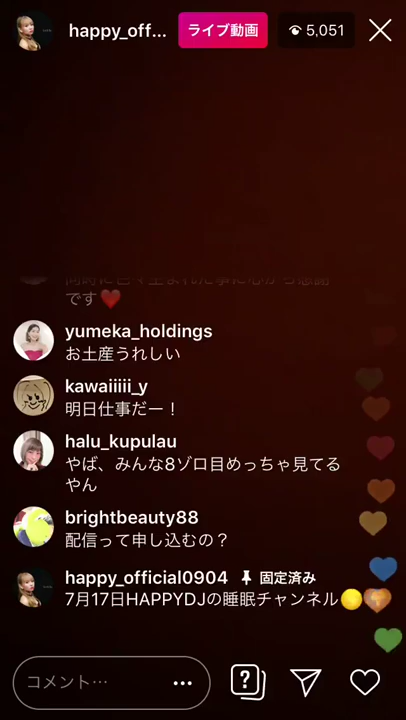 happy_off...
ライブ動画
5,051
です❤️
yumeka_holdings
お土産うれしい
kawaiiiii_y
明日仕事だー！
halu_kupulau
やば、みんな8ゾロ目めっちゃ見てる
やん
brightbeauty88
配信って申し込むの？
happy_official0904 固定済み
7月17日HAPPYDJの睡眠チャンネル
コメント…